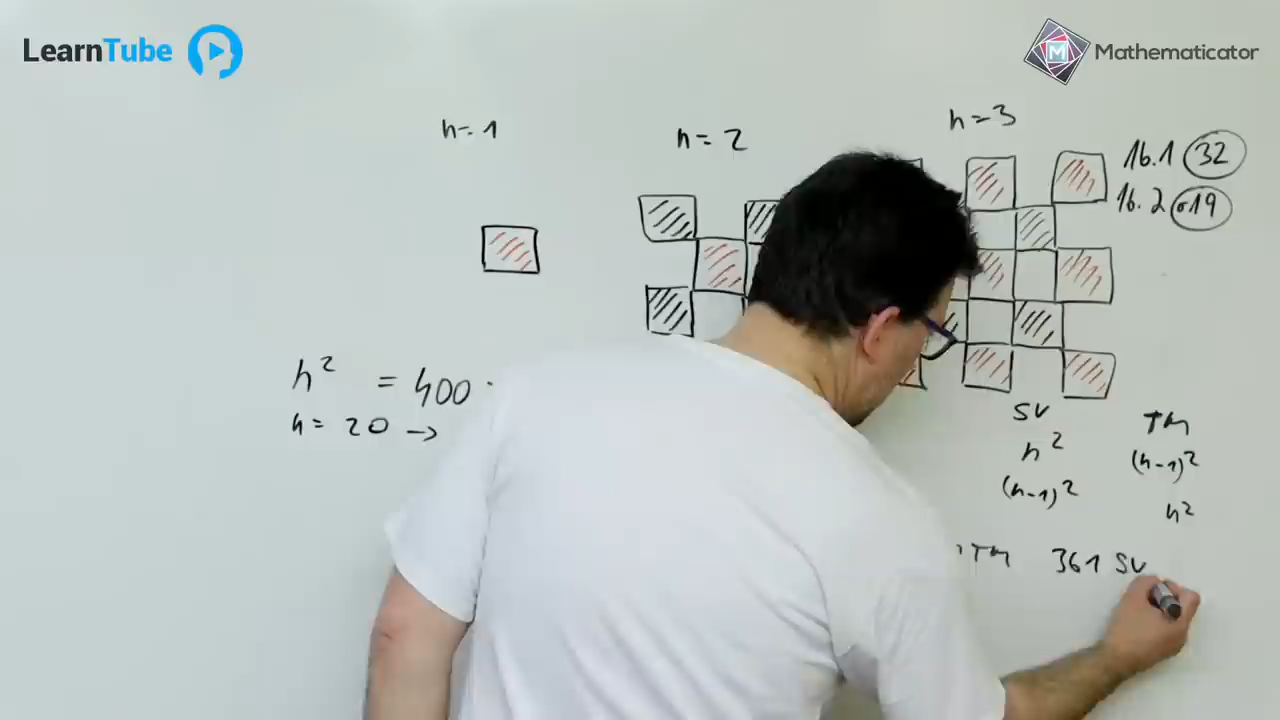 LearnTube
Mathematicator
n=1
n=2
n=3
16.1 32
16.2 19
n² = 400
n = 20 →
SV TM
n² (n-1)²
(n-1)² n²
TM 361 SV